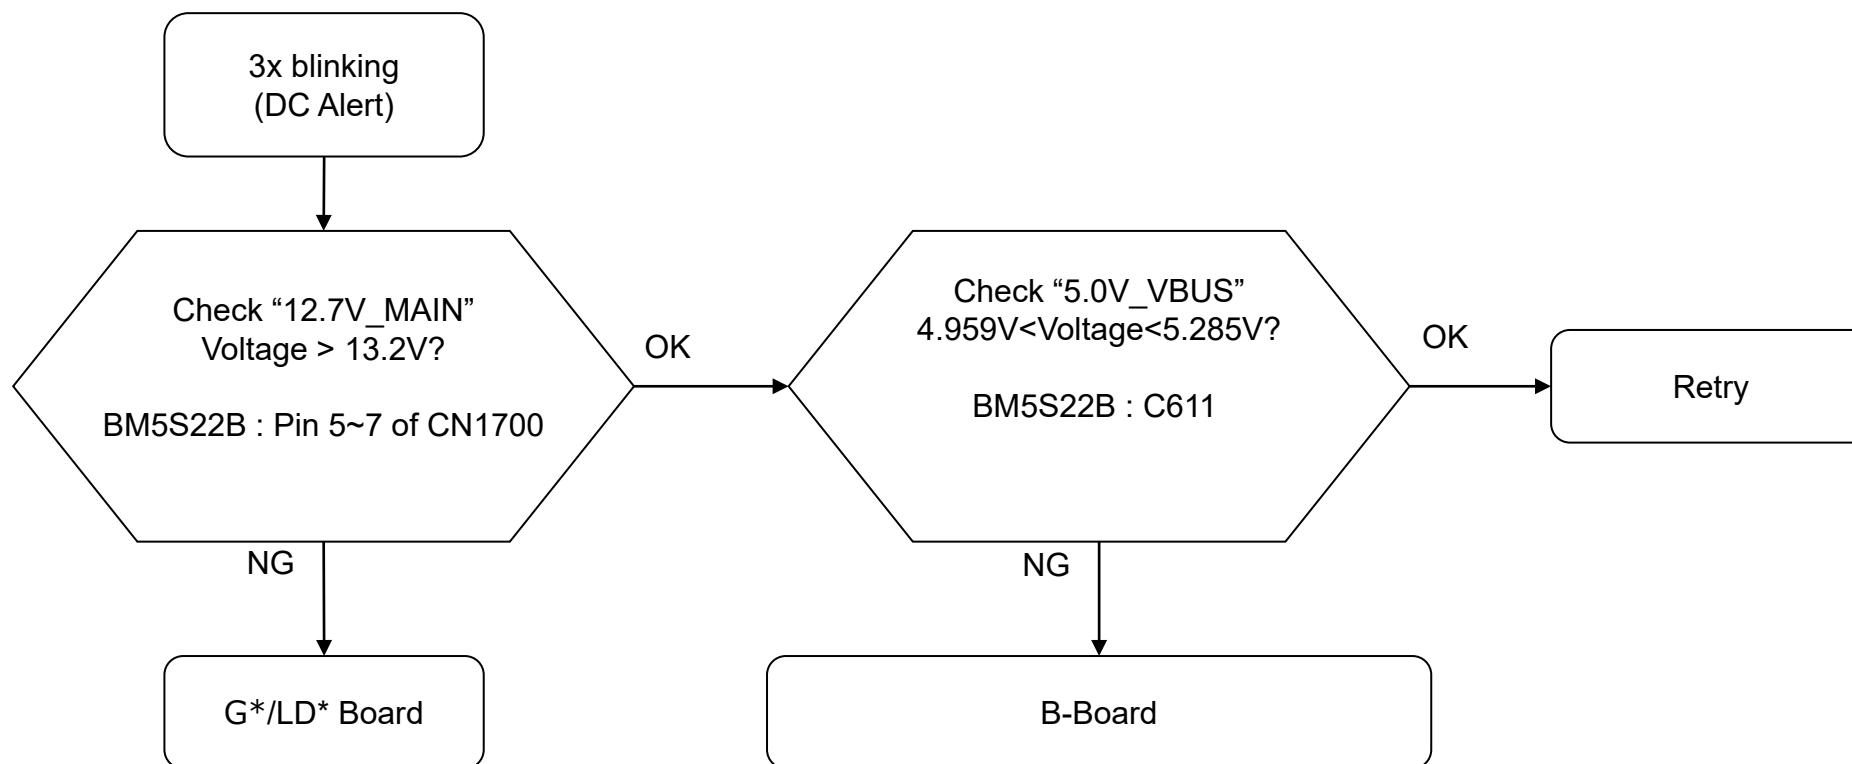 3x blinking
(DC Alert)
Check “12.7V_MAIN”
Voltage > 13.2V?
BM5S22B : Pin 5~7 of CN1700
OK
Check “5.0V_VBUS”
4.959V<Voltage<5.285V?
BM5S22B : C611
OK
Retry
NG
NG
G*/LD* Board
B-Board